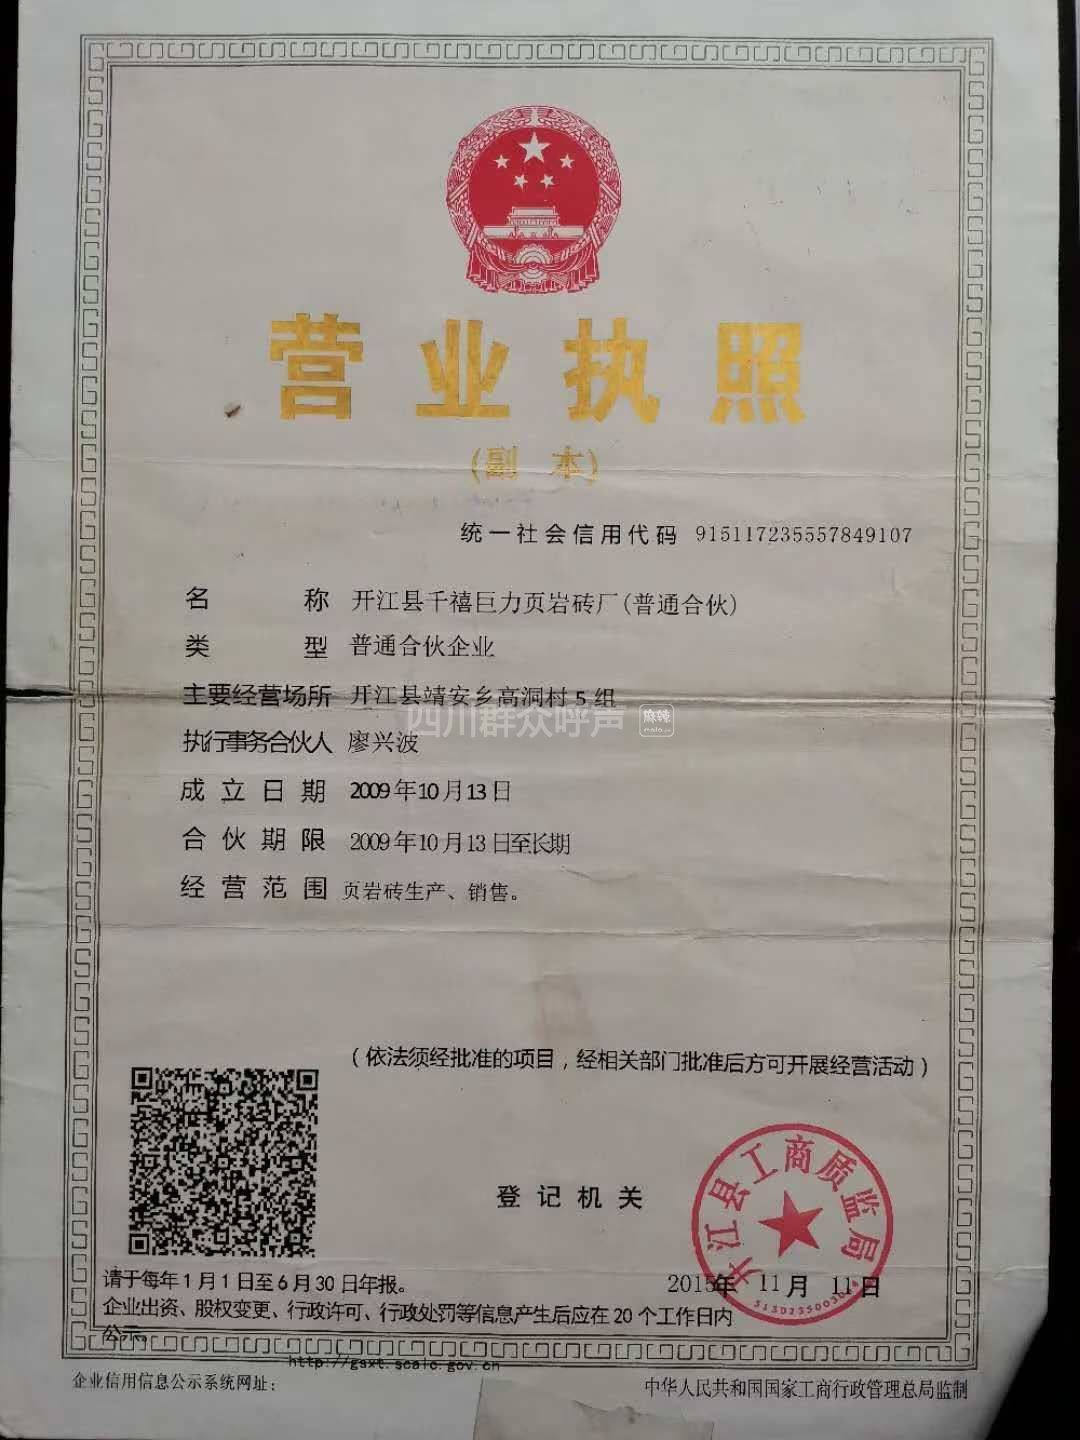 营业执照
(副 本)
统一社会信用代码 915117235557849107
名 称 开江县千禧巨力页岩砖厂(普通合伙)
类 型 普通合伙企业
主要经营场所 开江县靖安乡高洞村5组
四川群众呼声 麻辣
执行事务合伙人 廖兴波
成立日期 2009年10月13日
合伙期限 2009年10月13日至长期
经营范围 页岩砖生产、销售。
(依法须经批准的项目，经相关部门批准后方可开展经营活动)
开江县工商质监局
登记机关
2015年 11月 11日
请于每年1月1日至6月30日年报。
企业出资、股权变更、行政许可、行政处罚等信息产生后应在20个工作日内
公示。
http://gsxt.scaic.gov.cn
企业信用信息公示系统网址：
中华人民共和国国家工商行政管理总局监制